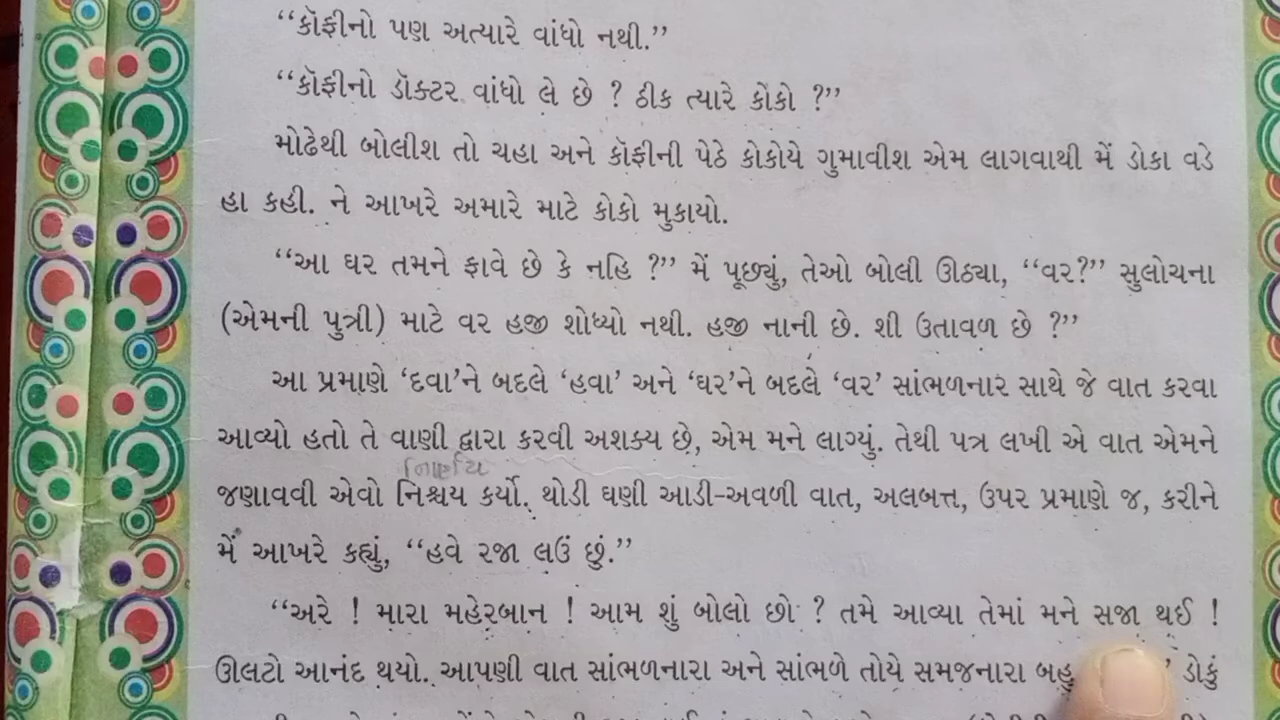 “કૉફીનો પણ અત્યારે વાંધો નથી.”
“કૉફીનો ડૉક્ટર વાંધો લે છે ? ઠીક ત્યારે કોકો ?”
મોઢેથી બોલીશ તો ચહા અને કૉફીની પેઠે કોકોયે ગુમાવીશ એમ લાગવાથી મેં ડોકા વડે
હા કહી. ને આખરે અમારે માટે કોકો મુકાયો.
“આ ઘર તમને ફાવે છે કે નહિ ?” મેં પૂછ્યું, તેઓ બોલી ઊઠ્યા, “વર?” સુલોચના
(એમની પુત્રી) માટે વર હજી શોધ્યો નથી. હજી નાની છે. શી ઉતાવળ છે ?”
આ પ્રમાણે ‘દવા’ને બદલે ‘હવા’ અને ‘ઘર’ને બદલે ‘વર’ સાંભળનાર સાથે જે વાત કરવા
આવ્યો હતો તે વાણી દ્વારા કરવી અશક્ય છે, એમ મને લાગ્યું. તેથી પત્ર લખી એ વાત એમને
જણાવવી એવો નિશ્ચય કર્યો. થોડી ઘણી આડી-અવળી વાત, અલબત્ત, ઉપર પ્રમાણે જ, કરીને
મેં આખરે કહ્યું, “હવે રજા લઉં છું.”
“અરે ! મારા મહેરબાન ! આમ શું બોલો છો ? તમે આવ્યા તેમાં મને સજા થઈ !
ઊલટો આનંદ થયો. આપણી વાત સાંભળનારા અને સાંભળે તોયે સમજનારા બહુ ડોકું